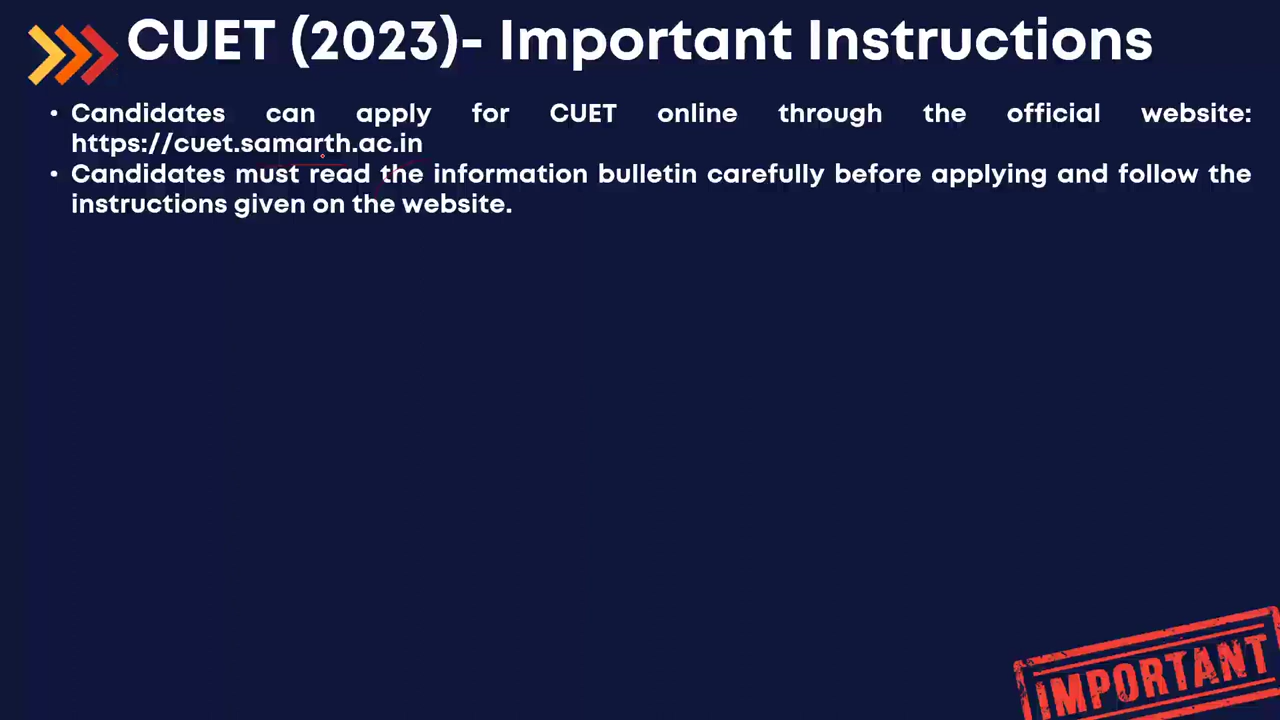 CUET (2023)- Important Instructions
• Candidates can apply for CUET online through the official website:
https://cuet.samarth.ac.in
• Candidates must read the information bulletin carefully before applying and follow the
instructions given on the website.
IMPORTANT